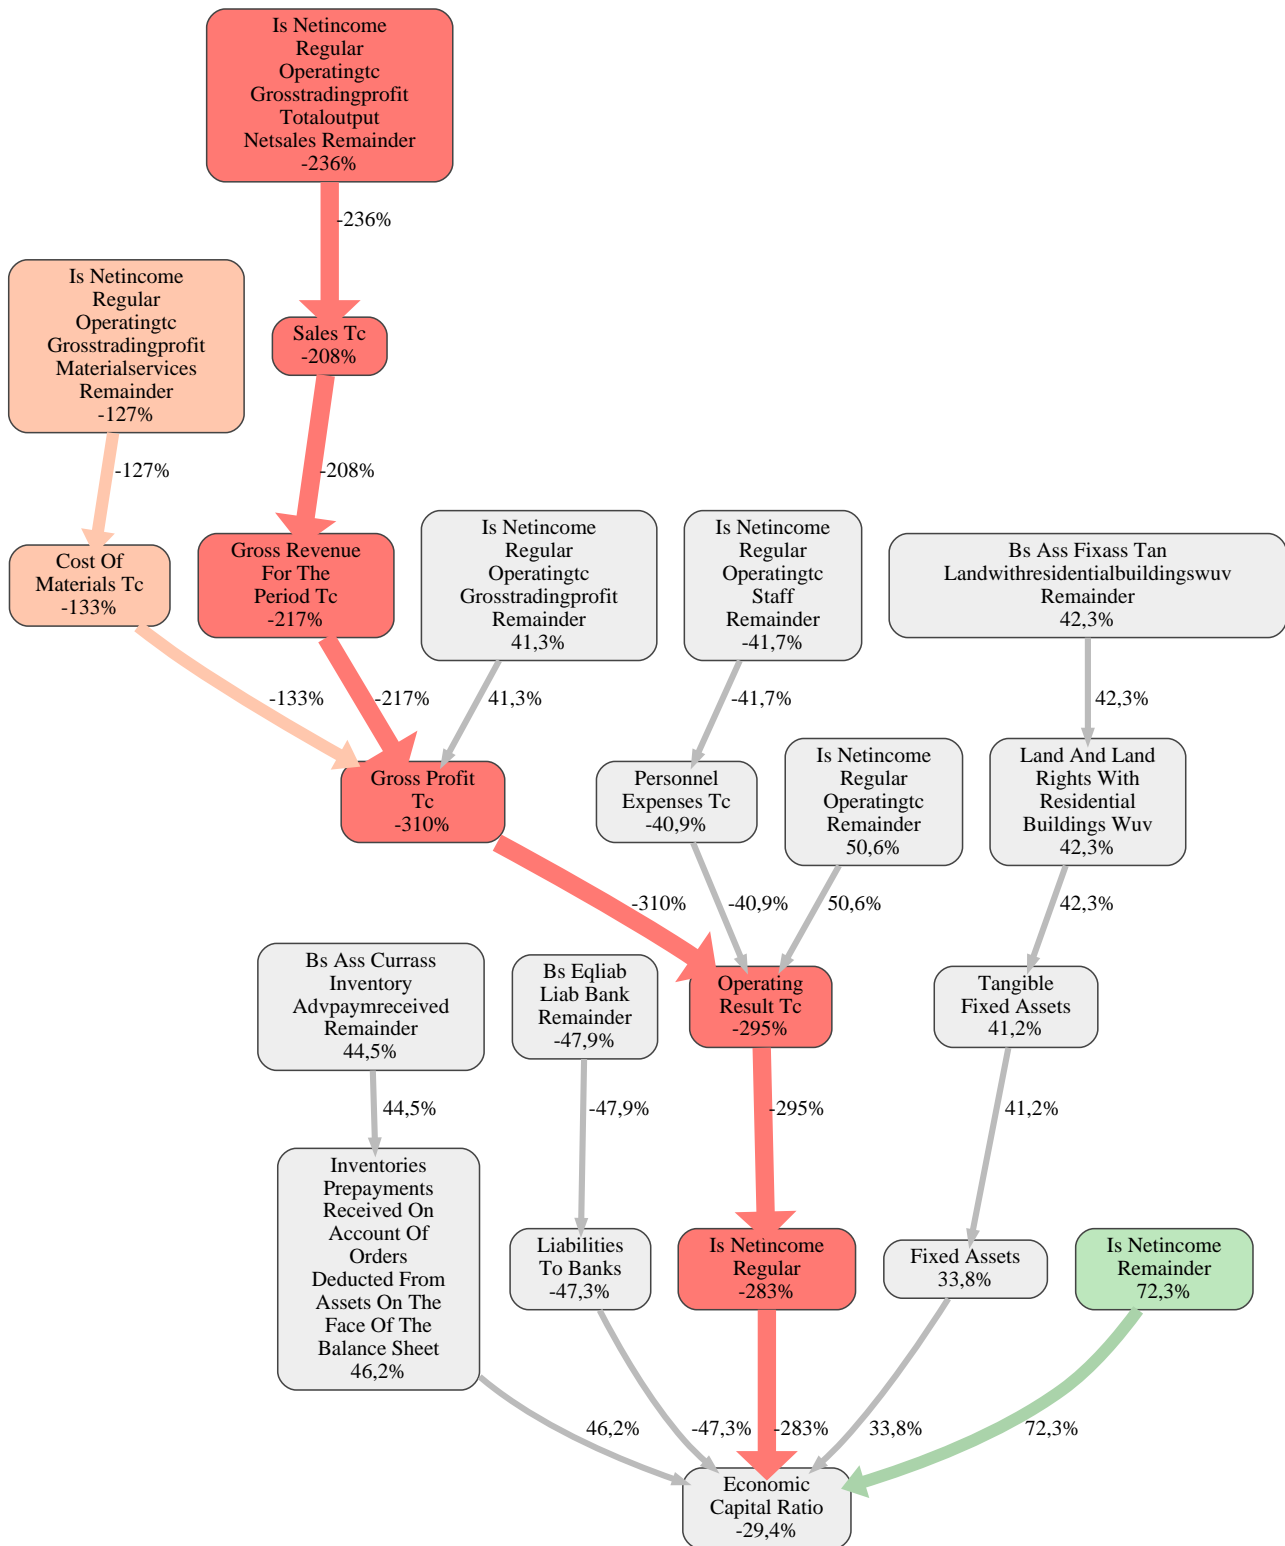 Is Netincome
Regular
Operatingtc
Grosstradingprofit
Totaloutput
Netsales Remainder
-236%
-236%
Is Netincome
Regular
Operatingtc
Grosstradingprofit
Materialservices
Remainder
-127%
Sales Tc
-208%
-127%
-208%
Cost Of
Materials Tc
-133%
Gross Revenue
For The
Period Tc
-217%
Is Netincome
Regular
Operatingtc
Grosstradingprofit
Remainder
41,3%
Is Netincome
Regular
Operatingtc
Staff
Remainder
-41,7%
Bs Ass Fixass Tan
Landwithresidentialbuildingswuv
Remainder
42,3%
-133%
-217%
41,3%
-41,7%
42,3%
Gross Profit
Tc
-310%
Personnel
Expenses Tc
-40,9%
Is Netincome
Regular
Operatingtc
Remainder
50,6%
Land And Land
Rights With
Residential
Buildings Wuv
42,3%
-310%
-40,9%
50,6%
42,3%
Bs Ass Currass
Inventory
Advpaymreceived
Remainder
44,5%
Bs Eqliab
Liab Bank
Remainder
-47,9%
Operating
Result Tc
-295%
Tangible
Fixed Assets
41,2%
44,5%
-47,9%
-295%
41,2%
Inventories
Prepayments
Received On
Account Of
Orders
Deducted From
Assets On The
Face Of The
Balance Sheet
46,2%
Liabilities
To Banks
-47,3%
Is Netincome
Regular
-283%
Fixed Assets
33,8%
Is Netincome
Remainder
72,3%
46,2%
-47,3%
-283%
33,8%
72,3%
Economic
Capital Ratio
-29,4%